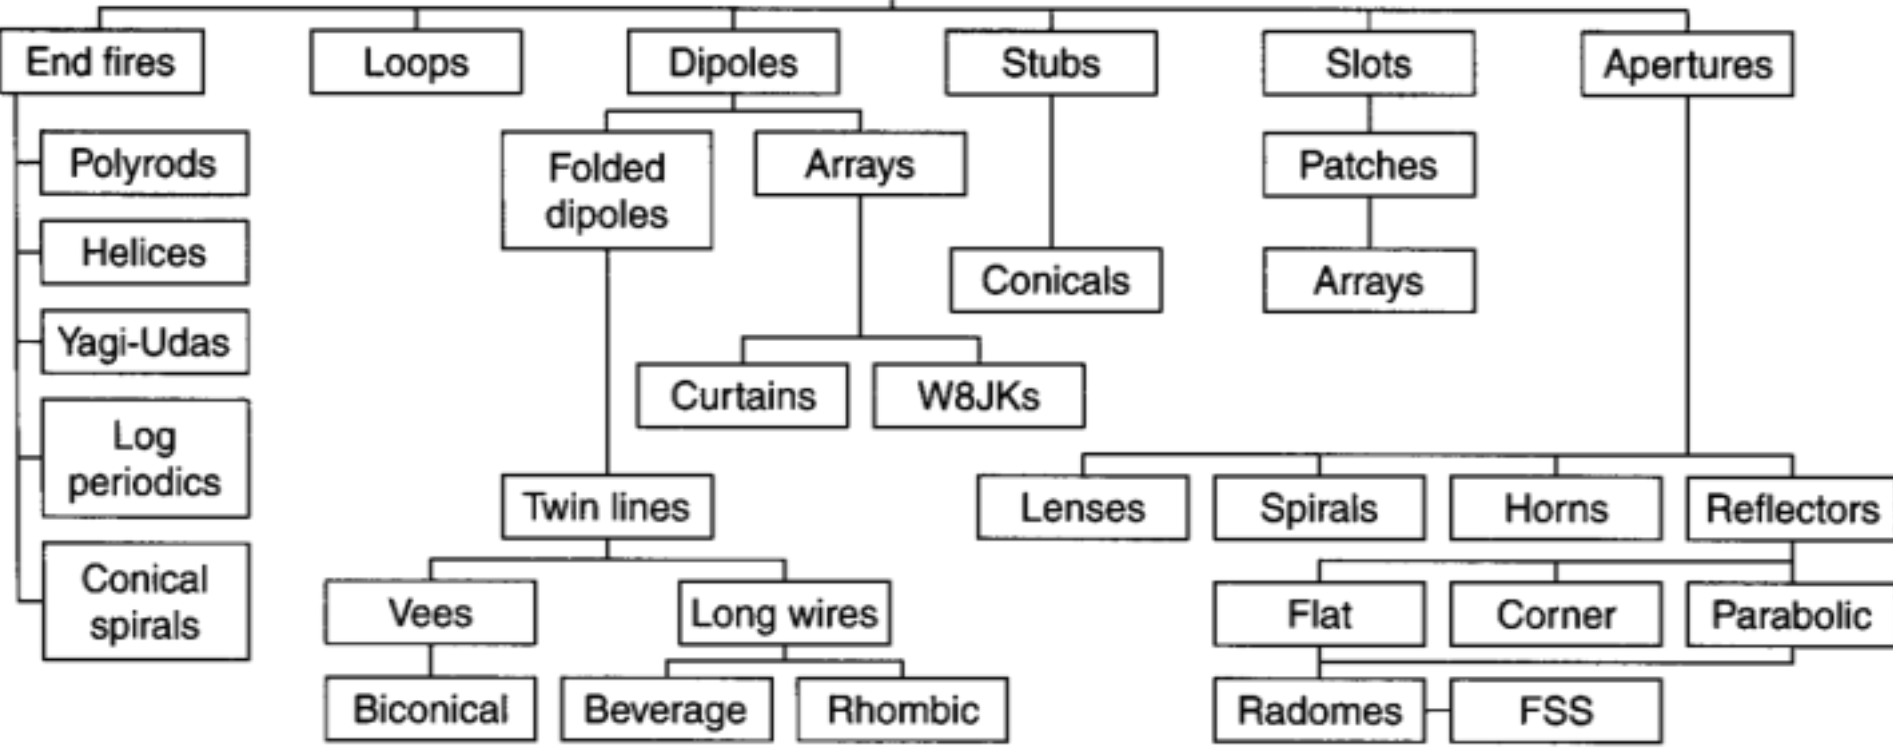 End fires
Loops
Dipoles
Stubs
Slots
Apertures
Polyrods
Folded
dipoles
Arrays
Patches
Helices
Conicals
Arrays
Yagi-Udas
Curtains
W8JKs
Log
periodics
Twin lines
Lenses
Spirals
Horns
Reflectors
Conical
spirals
Vees
Long wires
Flat
Corner
Parabolic
Biconical
Beverage
Rhombic
Radomes
FSS